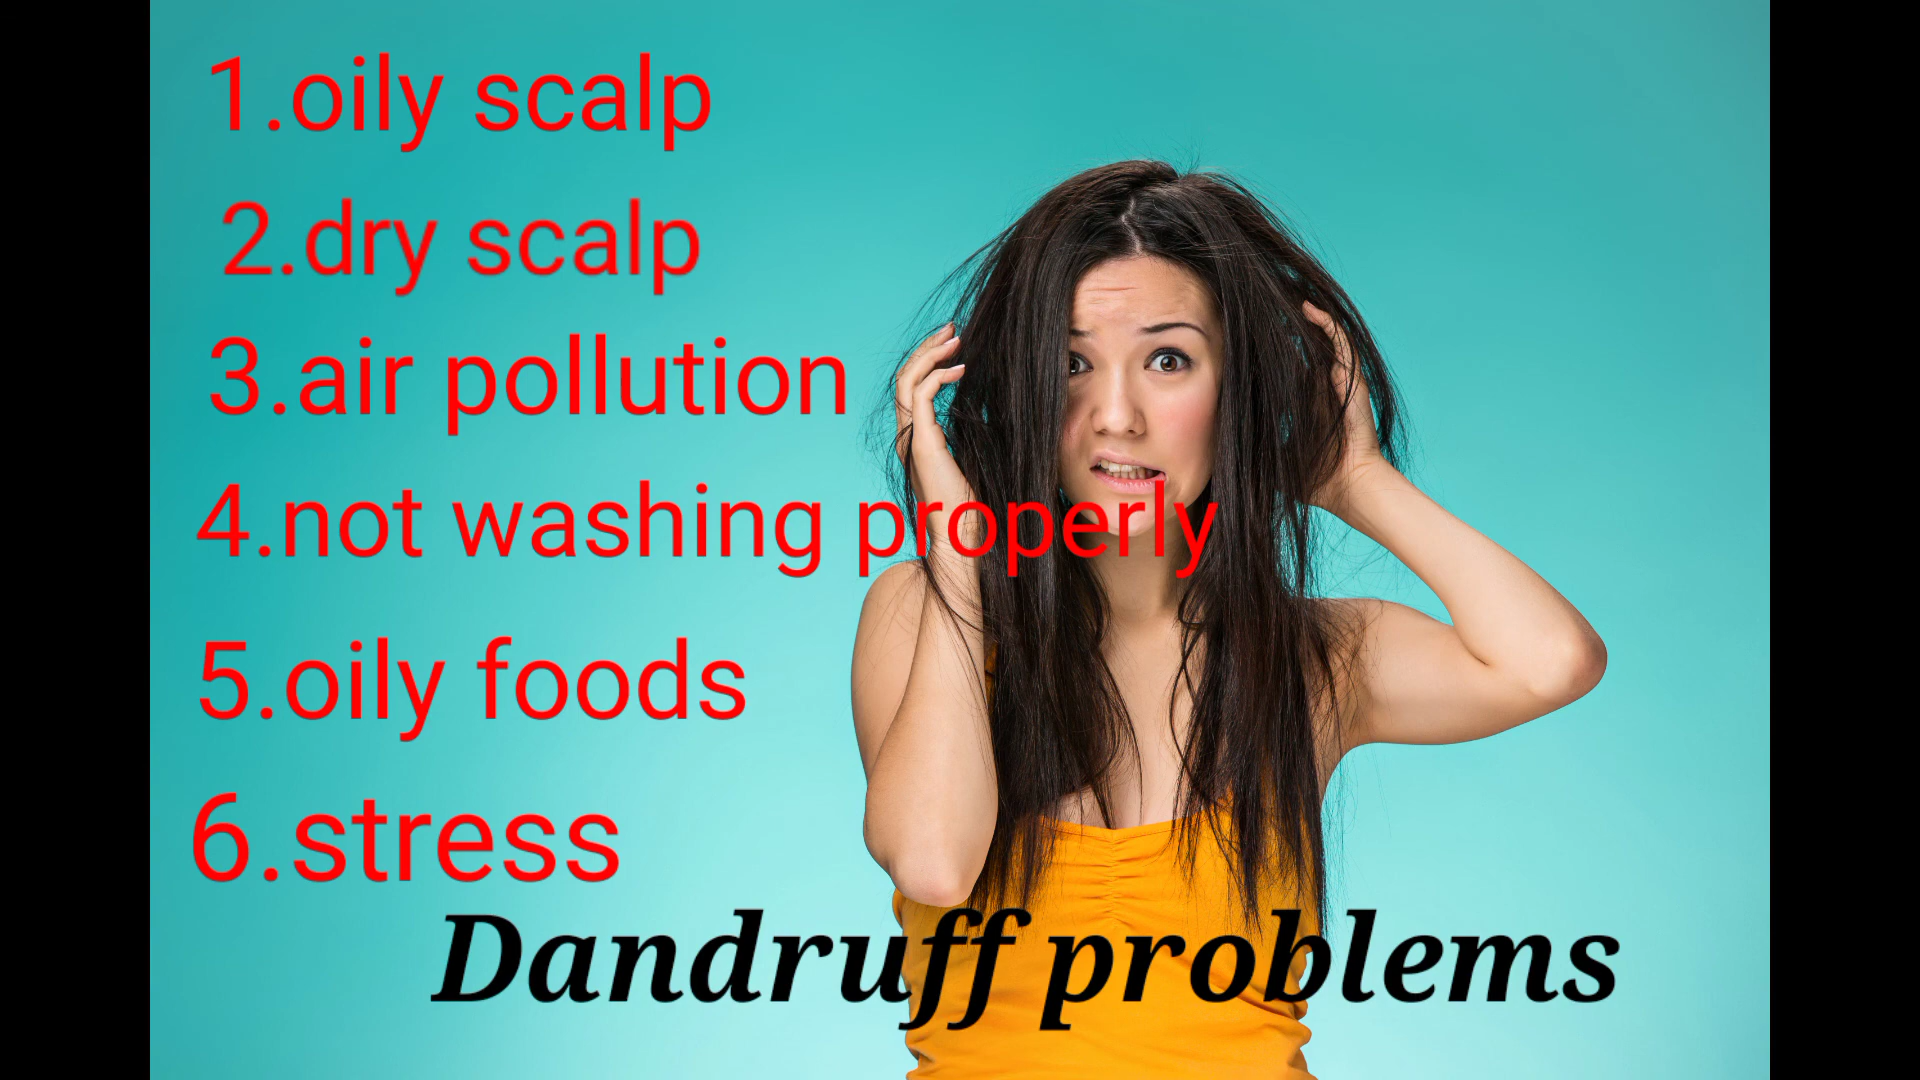 1.oily scalp
2.dry scalp
3.air pollution
4.not washing properly
5.oily foods
6.stress
Dandruff problems